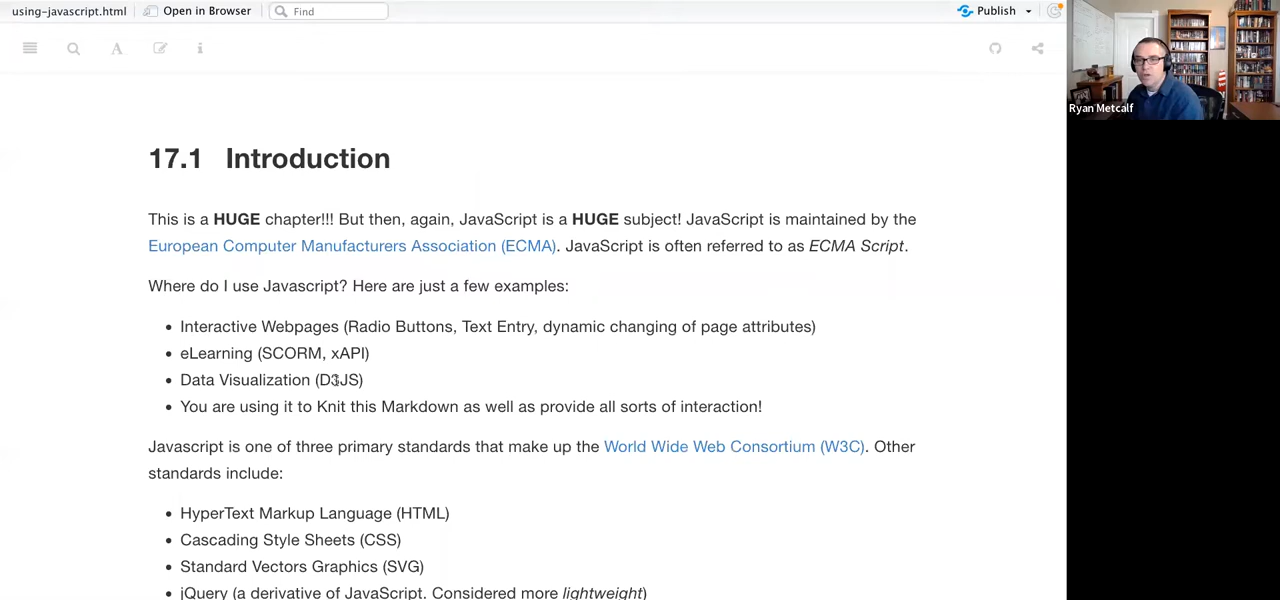 using-javascript.html Open in Browser Find Publish
Ryan Metcalf
17.1 Introduction
This is a HUGE chapter!!! But then, again, JavaScript is a HUGE subject! JavaScript is maintained by the
European Computer Manufacturers Association (ECMA). JavaScript is often referred to as ECMA Script.
Where do I use Javascript? Here are just a few examples:
• Interactive Webpages (Radio Buttons, Text Entry, dynamic changing of page attributes)
• eLearning (SCORM, xAPI)
• Data Visualization (D3JS)
• You are using it to Knit this Markdown as well as provide all sorts of interaction!
Javascript is one of three primary standards that make up the World Wide Web Consortium (W3C). Other
standards include:
• HyperText Markup Language (HTML)
• Cascading Style Sheets (CSS)
• Standard Vectors Graphics (SVG)
• jQuery (a derivative of JavaScript. Considered more lightweight)